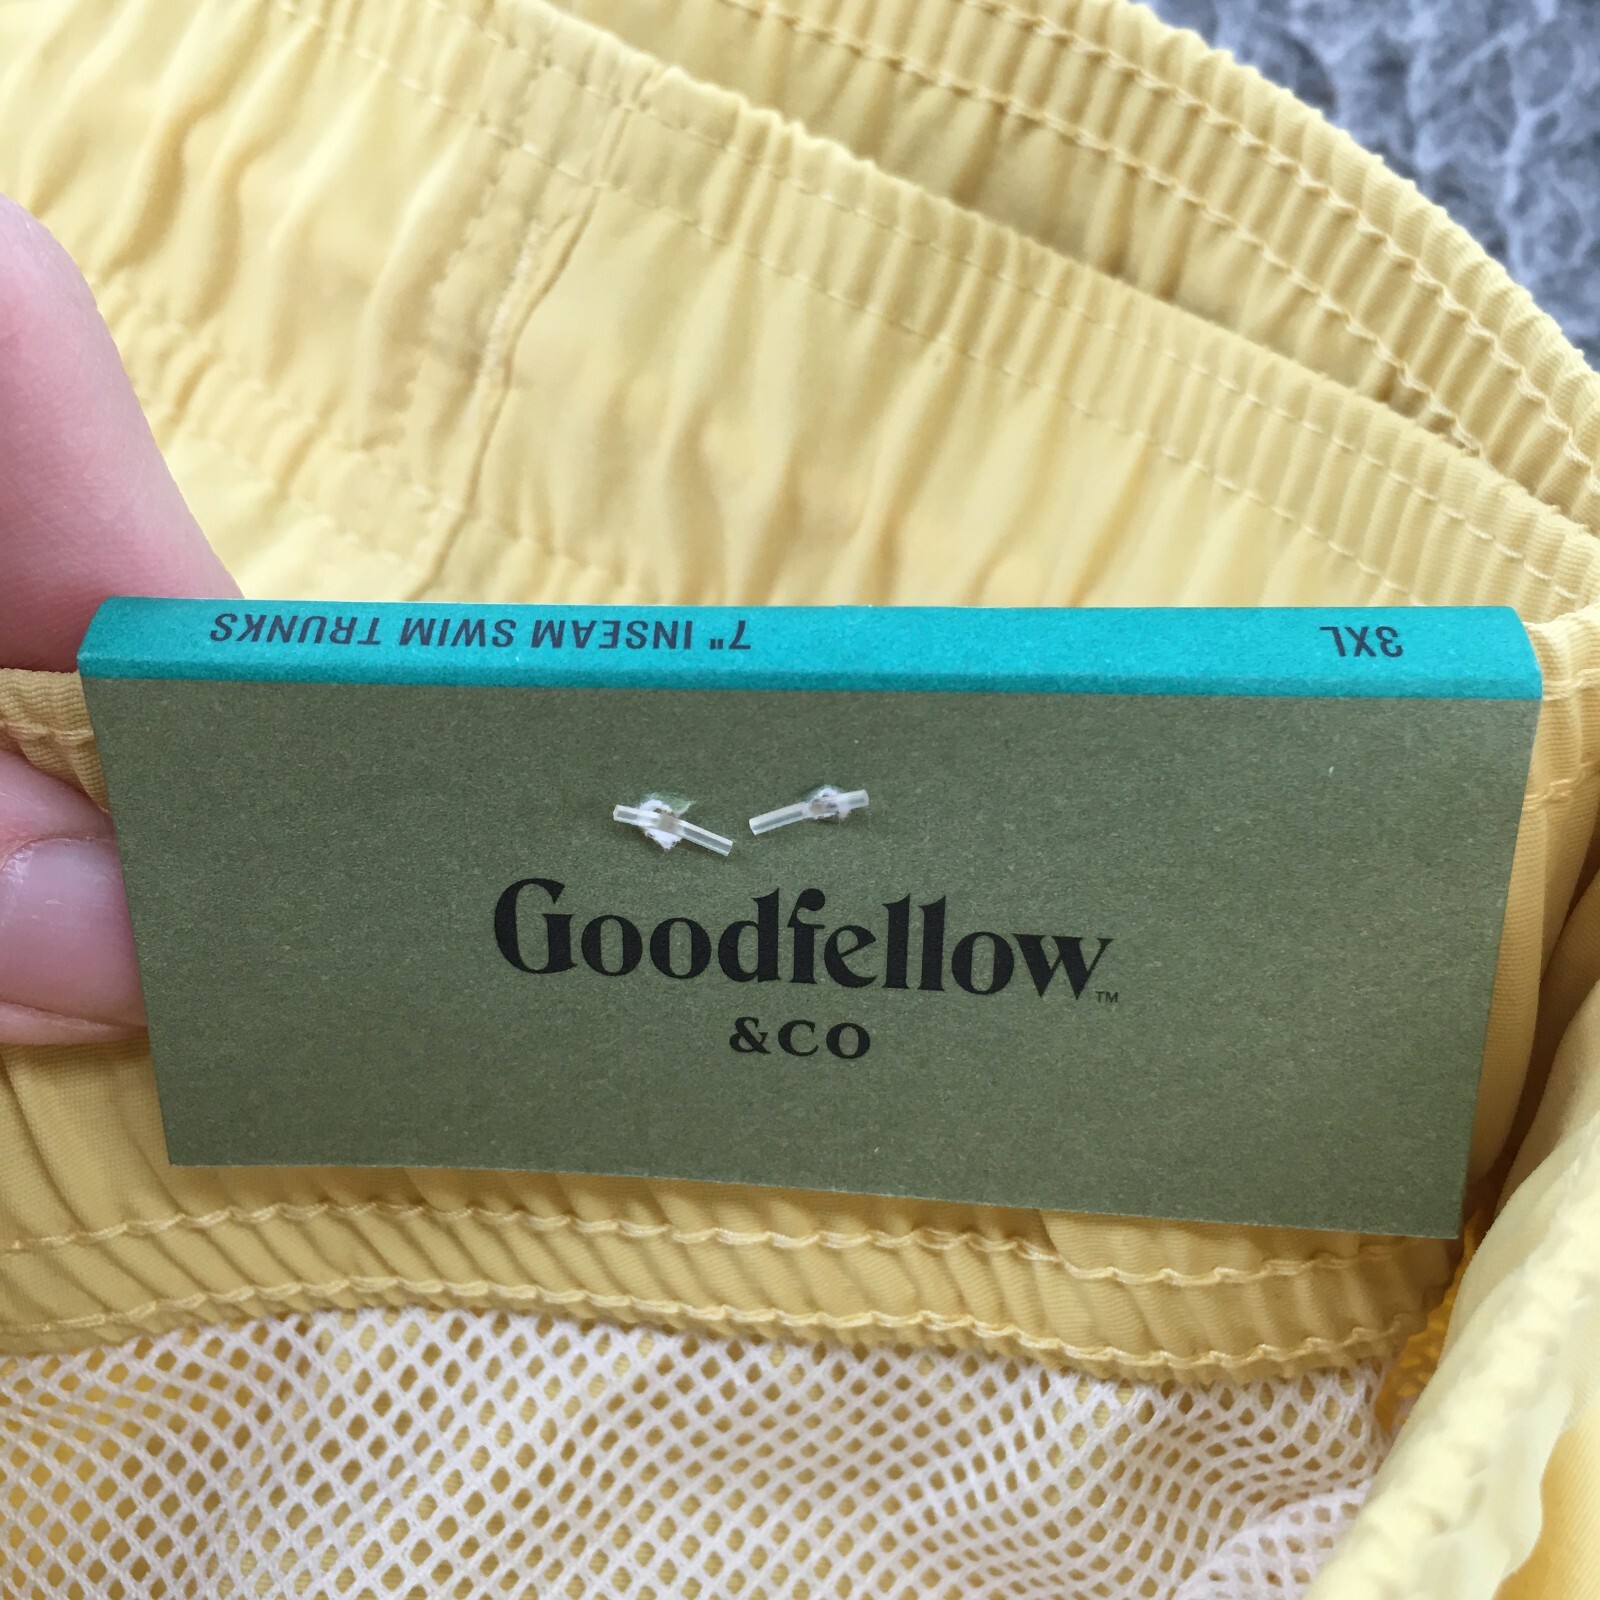 7" INSEAM SWIM TRUNKS
3XL
Goodfellow™
&CO